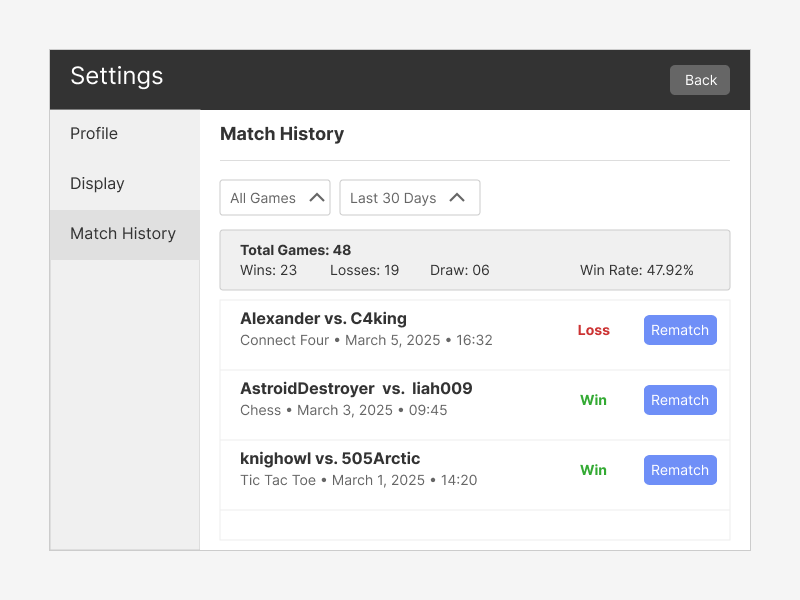 Settings
Back
Profile
Display
Match History
Match History
All Games
Last 30 Days
Total Games: 48
Wins: 23 Losses: 19 Draw: 06 Win Rate: 47.92%
Alexander vs. C4king
Connect Four • March 5, 2025 • 16:32
Loss
Rematch
AstroidDestroyer vs. liah009
Chess • March 3, 2025 • 09:45
Win
Rematch
knighowl vs. 505Arctic
Tic Tac Toe • March 1, 2025 • 14:20
Win
Rematch